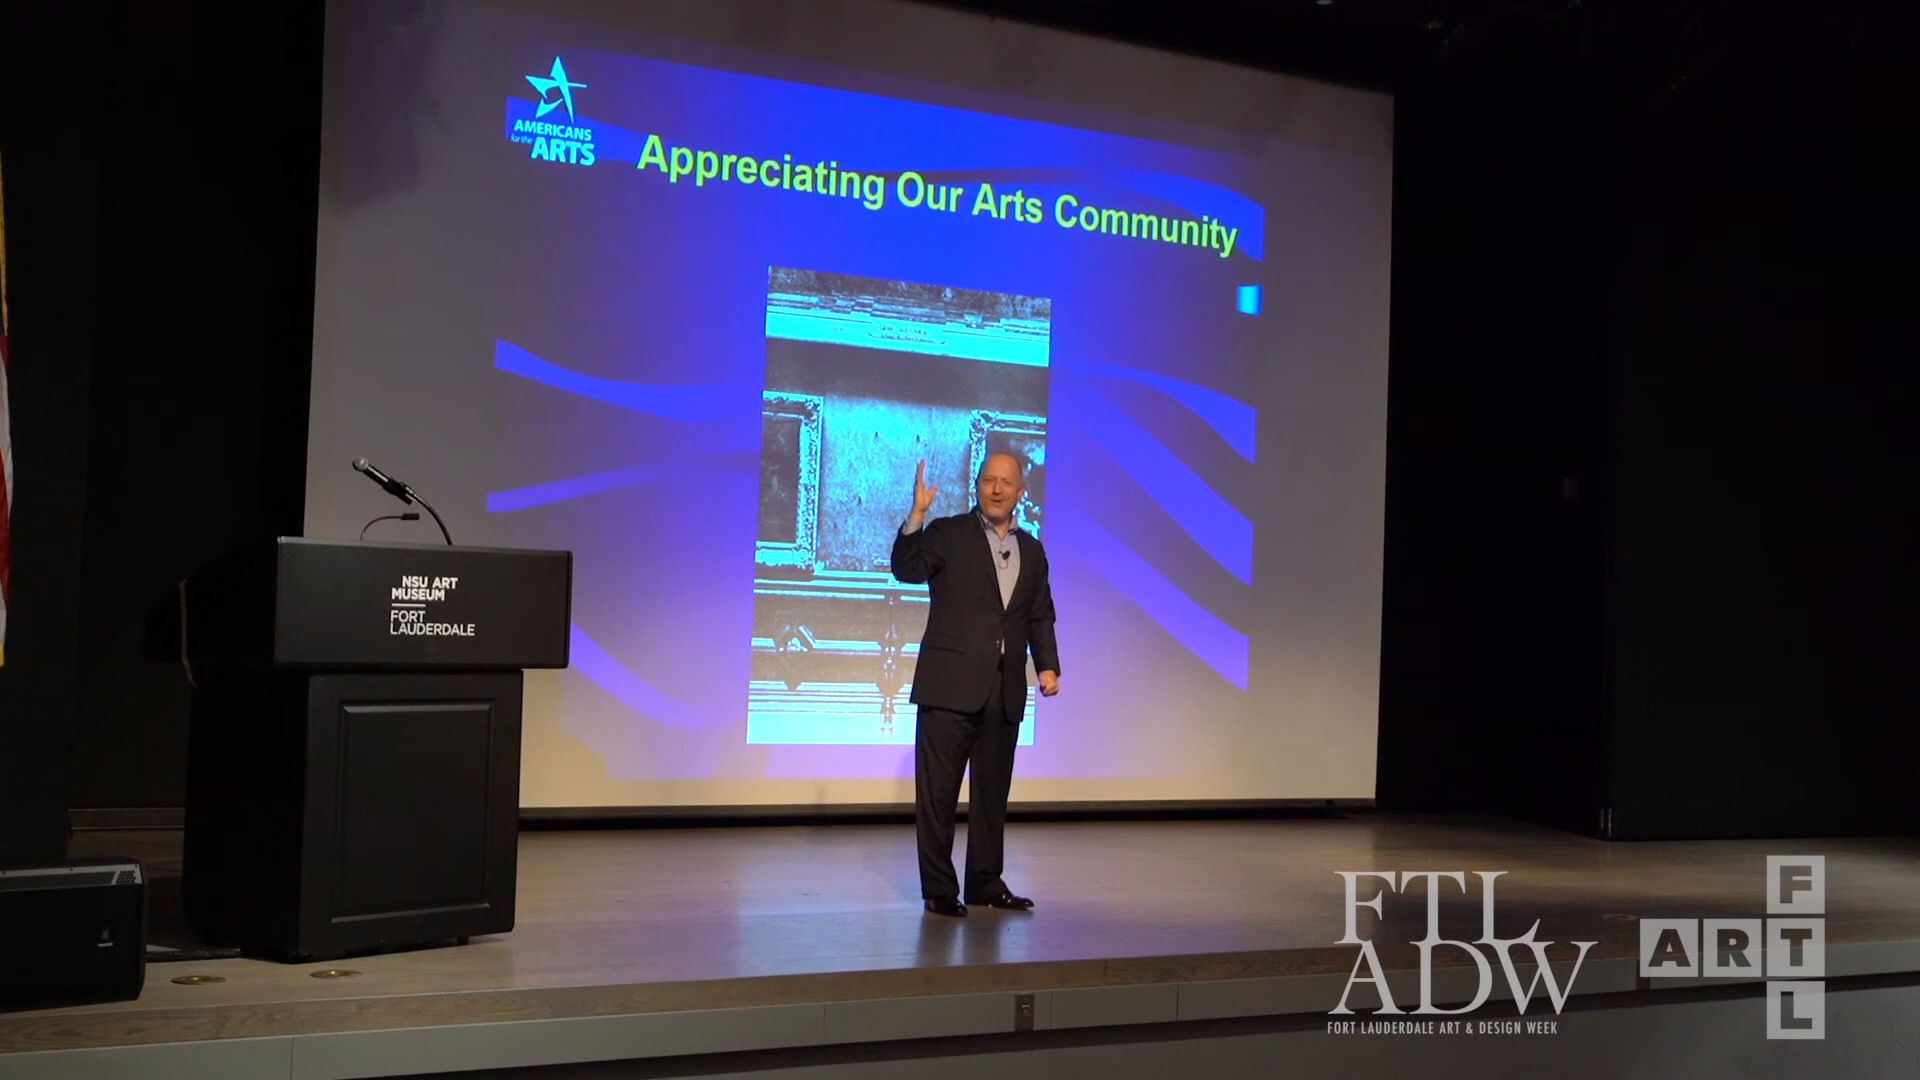 AMERICANS
for the
ARTS
Appreciating Our Arts Community
NSU ART
MUSEUM
FORT
LAUDERDALE
FTL
ADW
FORT LAUDERDALE ART & DESIGN WEEK
ART
FTL